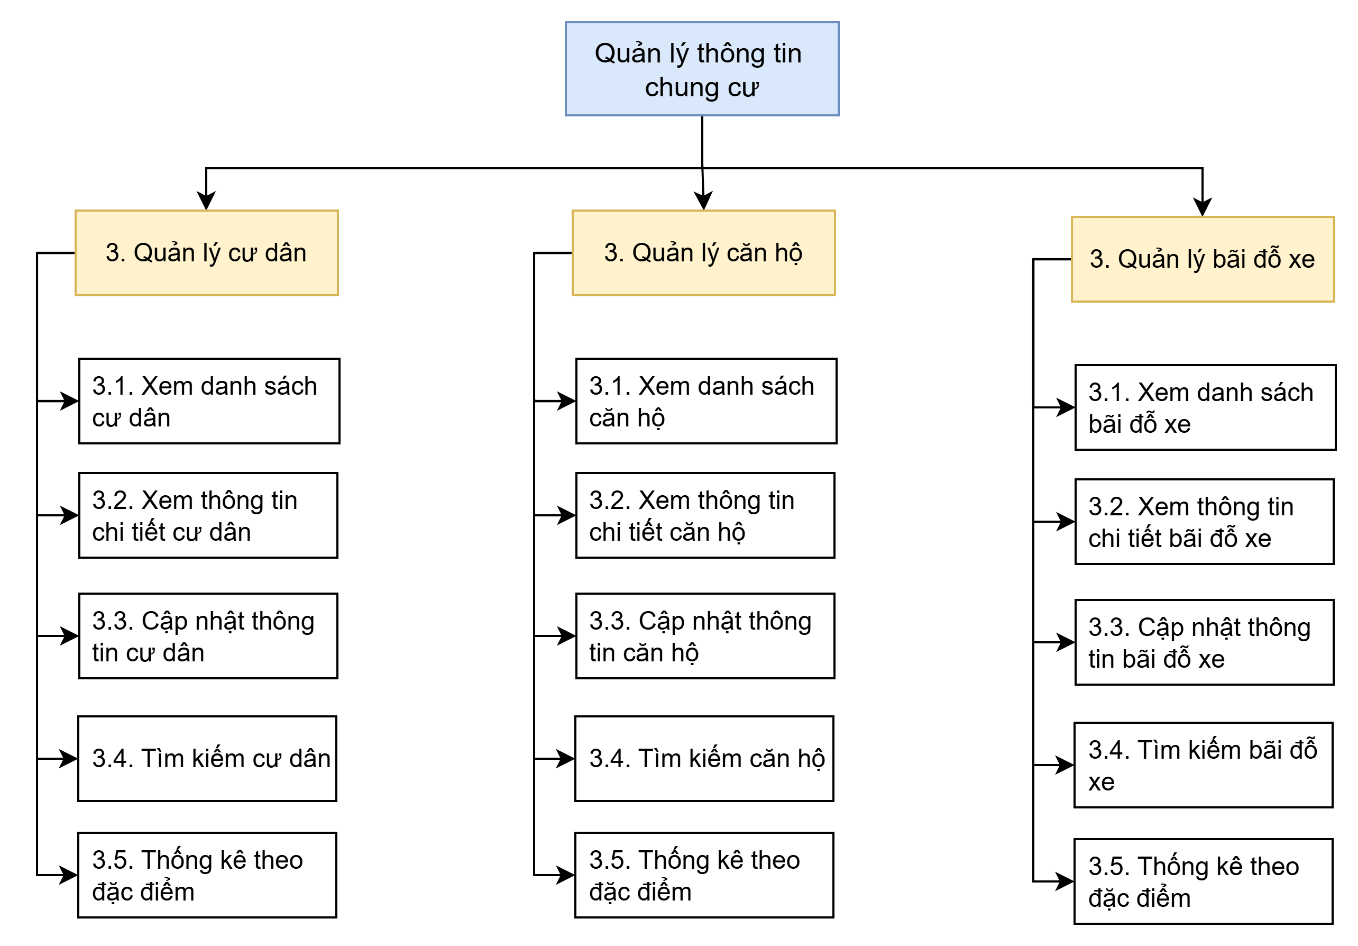 Quản lý thông tin
chung cư
3. Quản lý cư dân
3.1. Xem danh sách
cư dân
3.2. Xem thông tin
chi tiết cư dân
3.3. Cập nhật thông
tin cư dân
3.4. Tìm kiếm cư dân
3.5. Thống kê theo
đặc điểm
3. Quản lý căn hộ
3.1. Xem danh sách
căn hộ
3.2. Xem thông tin
chi tiết căn hộ
3.3. Cập nhật thông
tin căn hộ
3.4. Tìm kiếm căn hộ
3.5. Thống kê theo
đặc điểm
3. Quản lý bãi đỗ xe
3.1. Xem danh sách
bãi đỗ xe
3.2. Xem thông tin
chi tiết bãi đỗ xe
3.3. Cập nhật thông
tin bãi đỗ xe
3.4. Tìm kiếm bãi đỗ
xe
3.5. Thống kê theo
đặc điểm